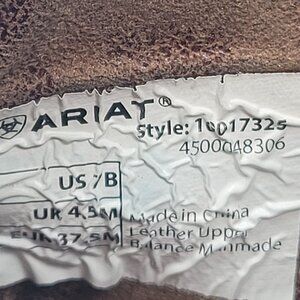 ARIAT®
Style: 10017325
4500048306
US 7B
UK 4.5M
EUR 37.5M
Made in China
Leather Upper
Balance Manmade